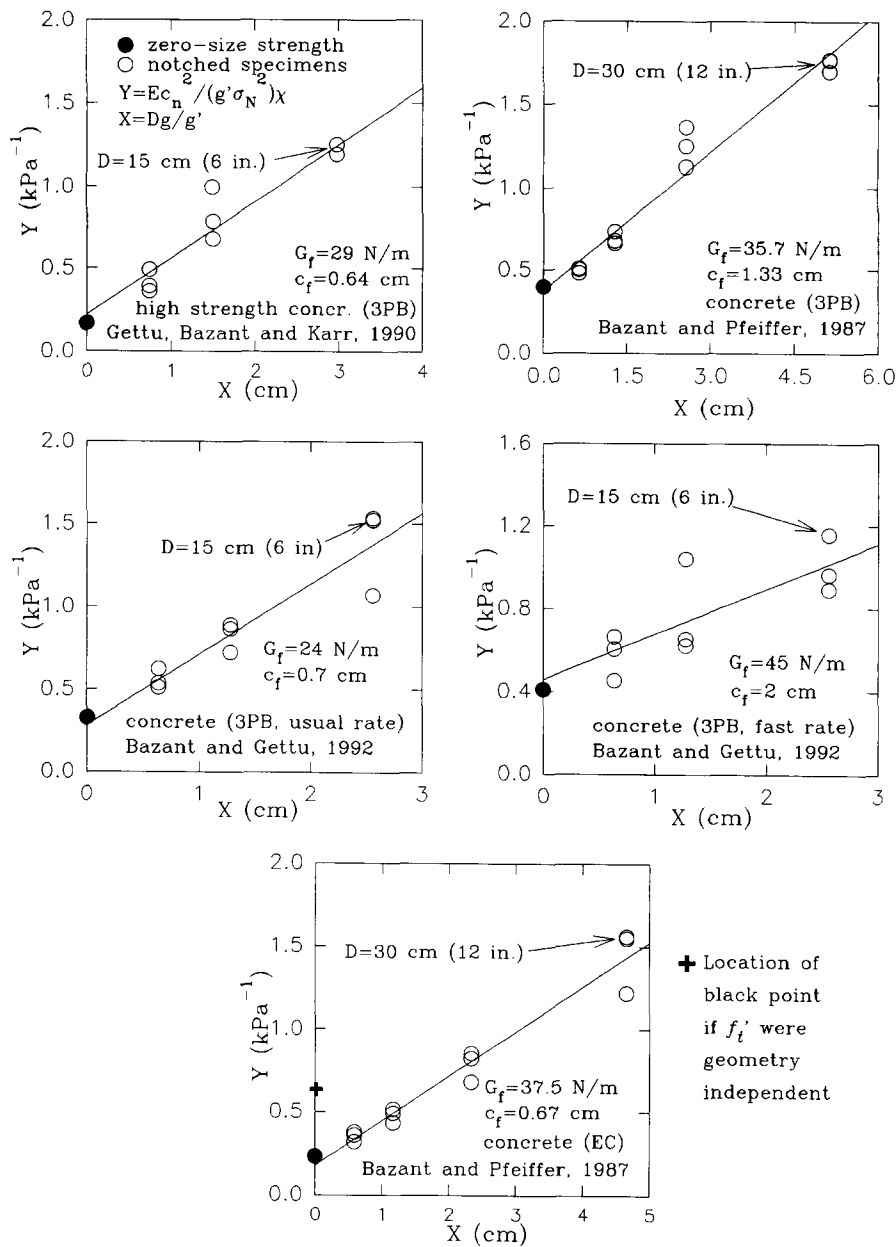 2.0
1.5
1.0
0.5
0.0
Y (kPa⁻¹)
● zero-size strength
○ notched specimens
Y=Ec_n²/(g'σ_N²)χ
X=Dg/g'
D=15 cm (6 in.)
G_f=29 N/m
c_f=0.64 cm
high strength concr. (3PB)
Gettu, Bazant and Karr, 1990
0 1 2 3 4
X (cm)
2.0
1.5
1.0
0.5
0.0
Y (kPa⁻¹)
D=30 cm (12 in.)
G_f=35.7 N/m
c_f=1.33 cm
concrete (3PB)
Bazant and Pfeiffer, 1987
0.0 1.5 3.0 4.5 6.0
X (cm)
2.0
1.5
1.0
0.5
0.0
Y (kPa⁻¹)
D=15 cm (6 in)
G_f=24 N/m
c_f=0.7 cm
concrete (3PB, usual rate)
Bazant and Gettu, 1992
0 1 2 3
X (cm)
1.6
1.2
0.8
0.4
0.0
Y (kPa⁻¹)
D=15 cm (6 in.)
G_f=45 N/m
c_f=2 cm
concrete (3PB, fast rate)
Bazant and Gettu, 1992
0 1 2 3
X (cm)
2.0
1.5
1.0
0.5
0.0
Y (kPa⁻¹)
D=30 cm (12 in.)
G_f=37.5 N/m
c_f=0.67 cm
concrete (EC)
Bazant and Pfeiffer, 1987
0 1 2 3 4 5
X (cm)
+ Location of
black point
if f_t' were
geometry
independent